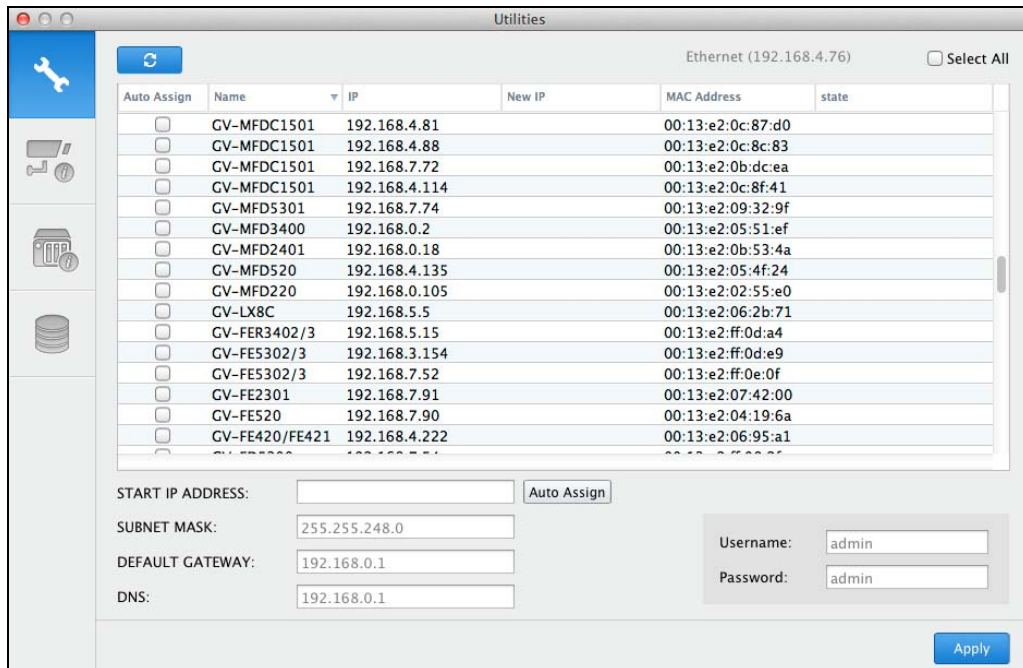 Utilities
Ethernet (192.168.4.76) Select All
Auto Assign Name IP New IP MAC Address state
GV-MFDC1501 192.168.4.81 00:13:e2:0c:87:d0
GV-MFDC1501 192.168.4.88 00:13:e2:0c:8c:83
GV-MFDC1501 192.168.7.72 00:13:e2:0b:dc:ea
GV-MFDC1501 192.168.4.114 00:13:e2:0c:8f:41
GV-MFD5301 192.168.7.74 00:13:e2:09:32:9f
GV-MFD3400 192.168.0.2 00:13:e2:05:51:ef
GV-MFD2401 192.168.0.18 00:13:e2:0b:53:4a
GV-MFD520 192.168.4.135 00:13:e2:05:4f:24
GV-MFD220 192.168.0.105 00:13:e2:02:55:e0
GV-LX8C 192.168.5.5 00:13:e2:06:2b:71
GV-FER3402/3 192.168.5.15 00:13:e2:ff:0d:a4
GV-FE5302/3 192.168.3.154 00:13:e2:ff:0d:e9
GV-FE5302/3 192.168.7.52 00:13:e2:ff:0e:0f
GV-FE2301 192.168.7.91 00:13:e2:07:42:00
GV-FE520 192.168.7.90 00:13:e2:04:19:6a
GV-FE420/FE421 192.168.4.222 00:13:e2:06:95:a1
START IP ADDRESS: Auto Assign
SUBNET MASK: 255.255.248.0
DEFAULT GATEWAY: 192.168.0.1
DNS: 192.168.0.1
Username: admin
Password: admin
Apply